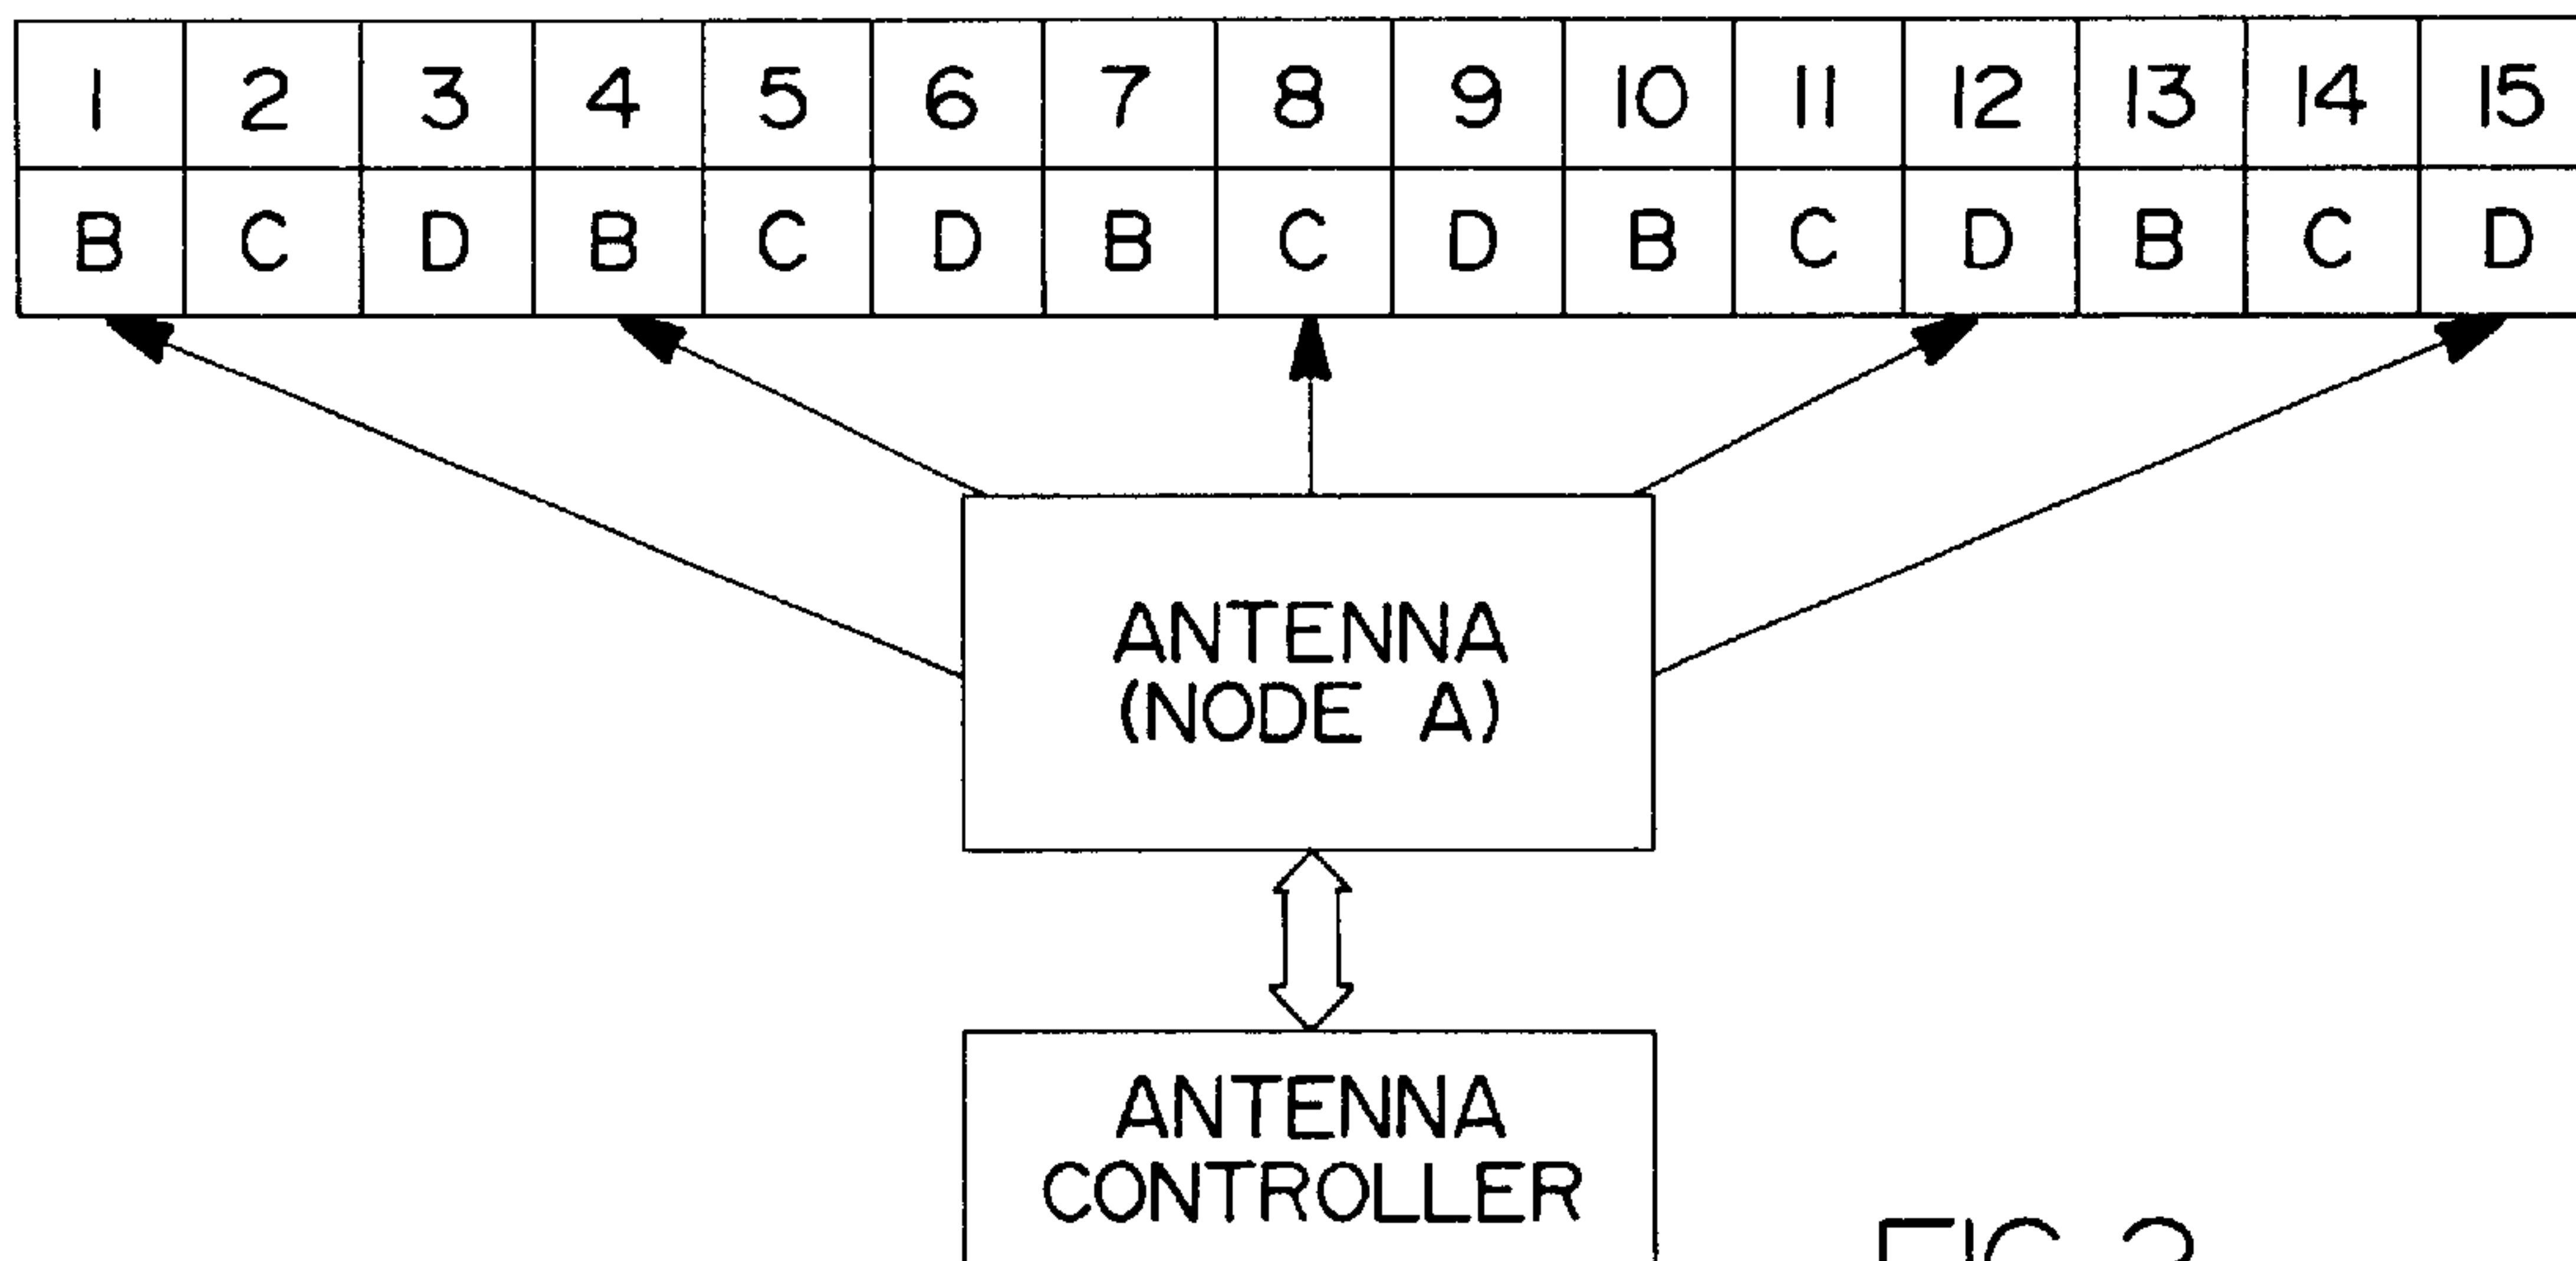 1 2 3 4 5 6 7 8 9 10 11 12 13 14 15
B C D B C D B C D B C D B C D
ANTENNA
(NODE A)
ANTENNA
CONTROLLER